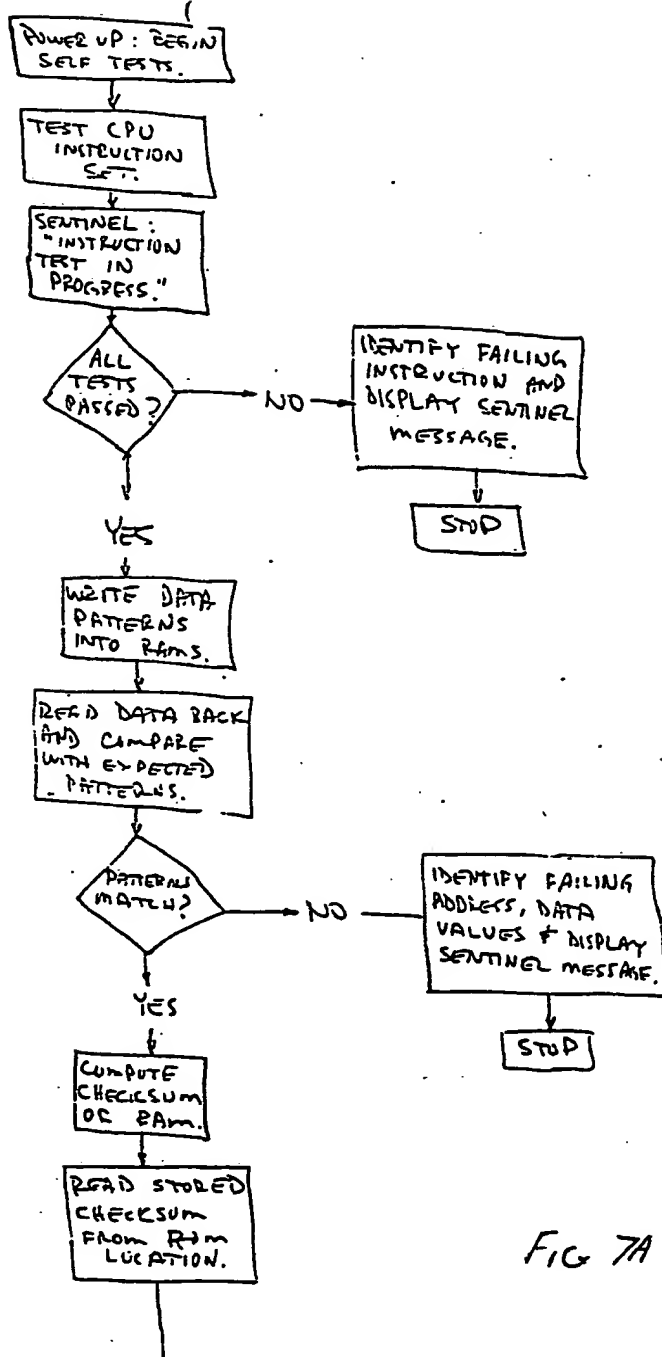 POWER UP: BEGIN
SELF TESTS.
TEST CPU
INSTRUCTION
SET.
SENTINEL:
"INSTRUCTION
TEST IN
PROGRESS."
ALL
TESTS
PASSED?
NO
IDENTIFY FAILING
INSTRUCTION AND
DISPLAY SENTINEL
MESSAGE.
STOP
YES
WRITE DATA
PATTERNS
INTO RAMS.
READ DATA BACK
AND COMPARE
WITH EXPECTED
PATTERNS.
PATTERNS
MATCH?
NO
IDENTIFY FAILING
ADDRESS, DATA
VALUES & DISPLAY
SENTINEL MESSAGE.
STOP
YES
COMPUTE
CHECKSUM
OF RAM.
READ STORED
CHECKSUM
FROM
LOCATION.
FIG 7A